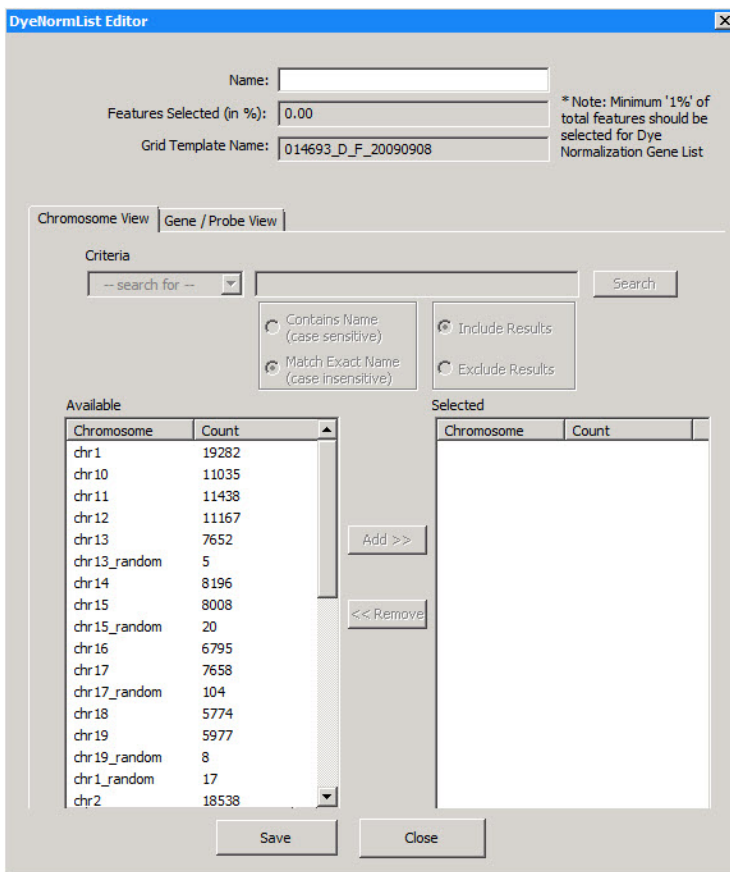 DyeNormList Editor
Name:
Features Selected (in %): 0.00
Grid Template Name: 014693_D_F_20090908
* Note: Minimum '1%' of
total features should be
selected for Dye
Normalization Gene List
Chromosome View Gene / Probe View
Criteria
-- search for -- Search
Contains Name
(case sensitive)
Match Exact Name
(case insensitive)
Include Results
Exclude Results
Available
Chromosome Count
chr1 19282
chr10 11035
chr11 11438
chr12 11167
chr13 7652
chr13_random 5
chr14 8196
chr15 8008
chr15_random 20
chr16 6795
chr17 7658
chr17_random 104
chr18 5774
chr19 5977
chr19_random 8
chr1_random 17
chr2 18538
Add >>
<< Remove
Selected
Chromosome Count
Save Close